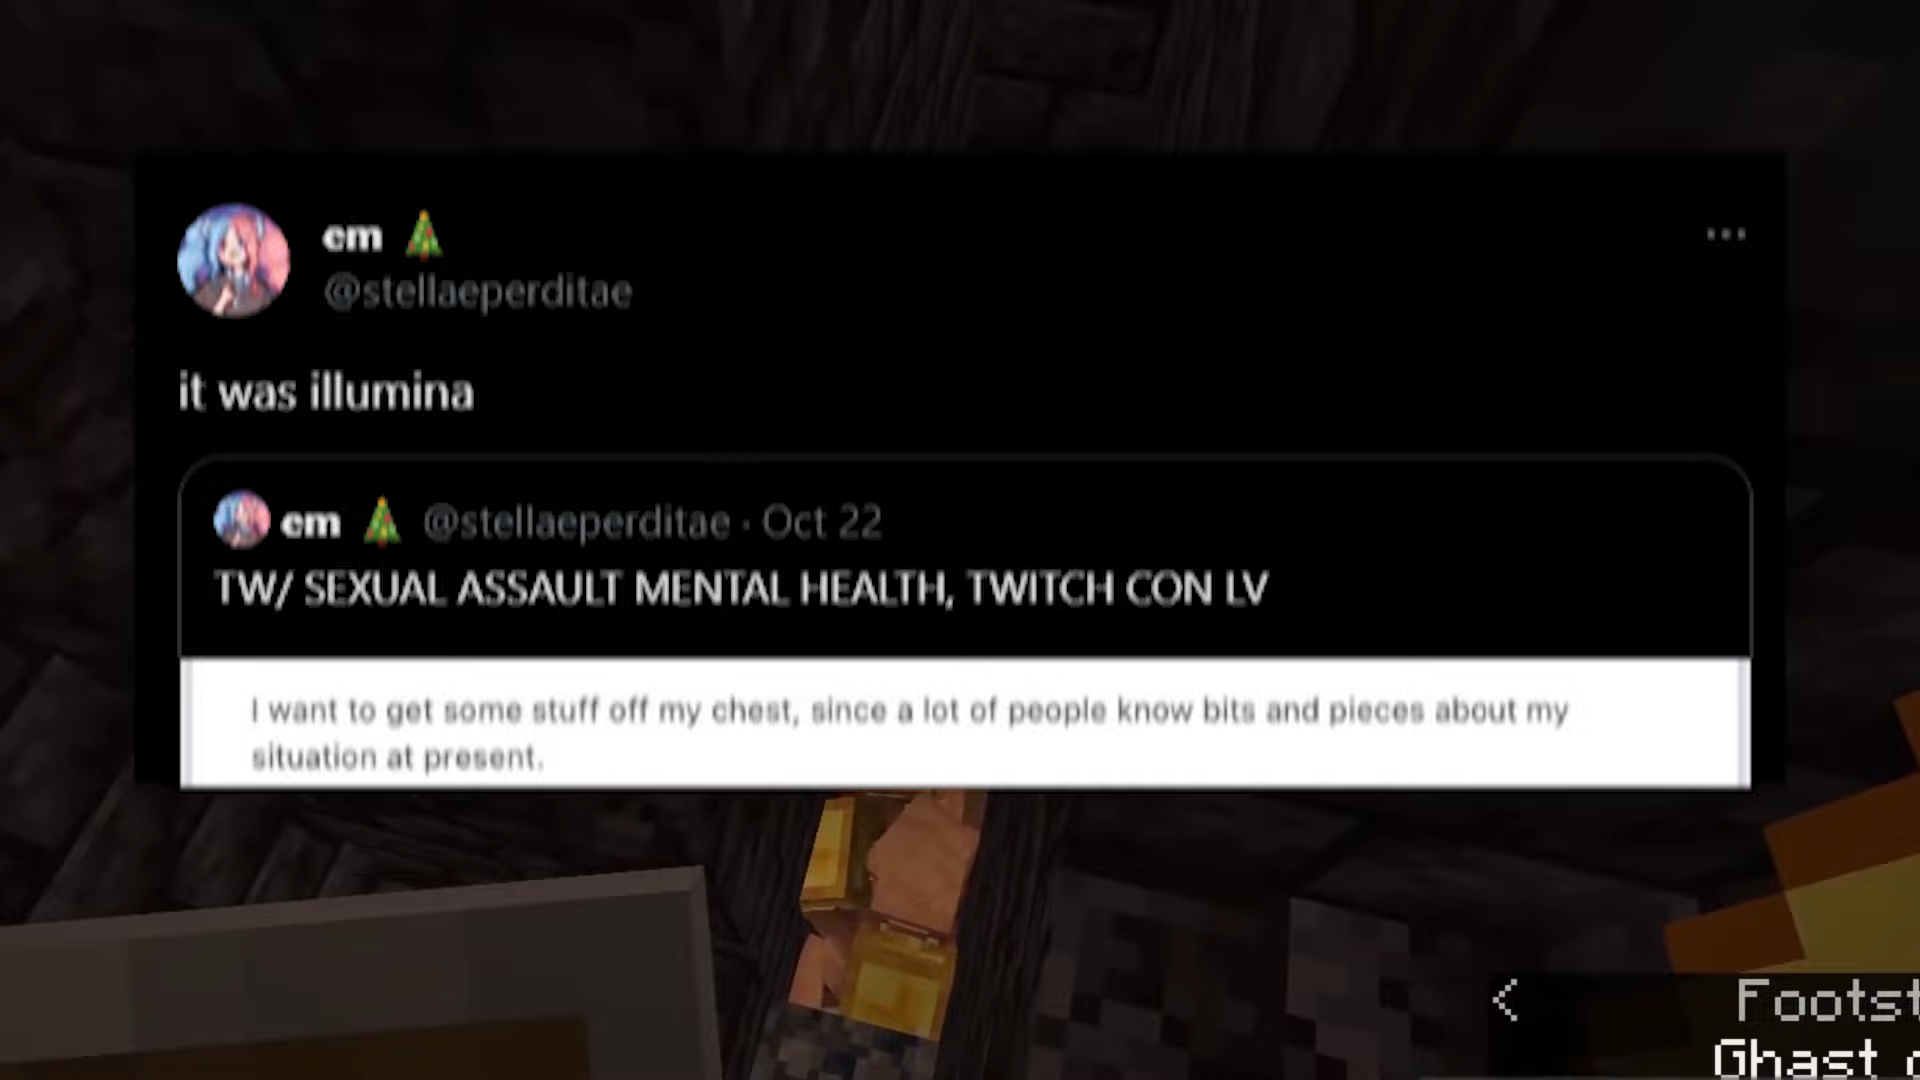 em 🎄
@stellaeperditae
it was illumina
em 🎄 @stellaeperditae · Oct 22
TW/ SEXUAL ASSAULT MENTAL HEALTH, TWITCH CON LV
I want to get some stuff off my chest, since a lot of people know bits and pieces about my
situation at present.
< Footst
Ghast